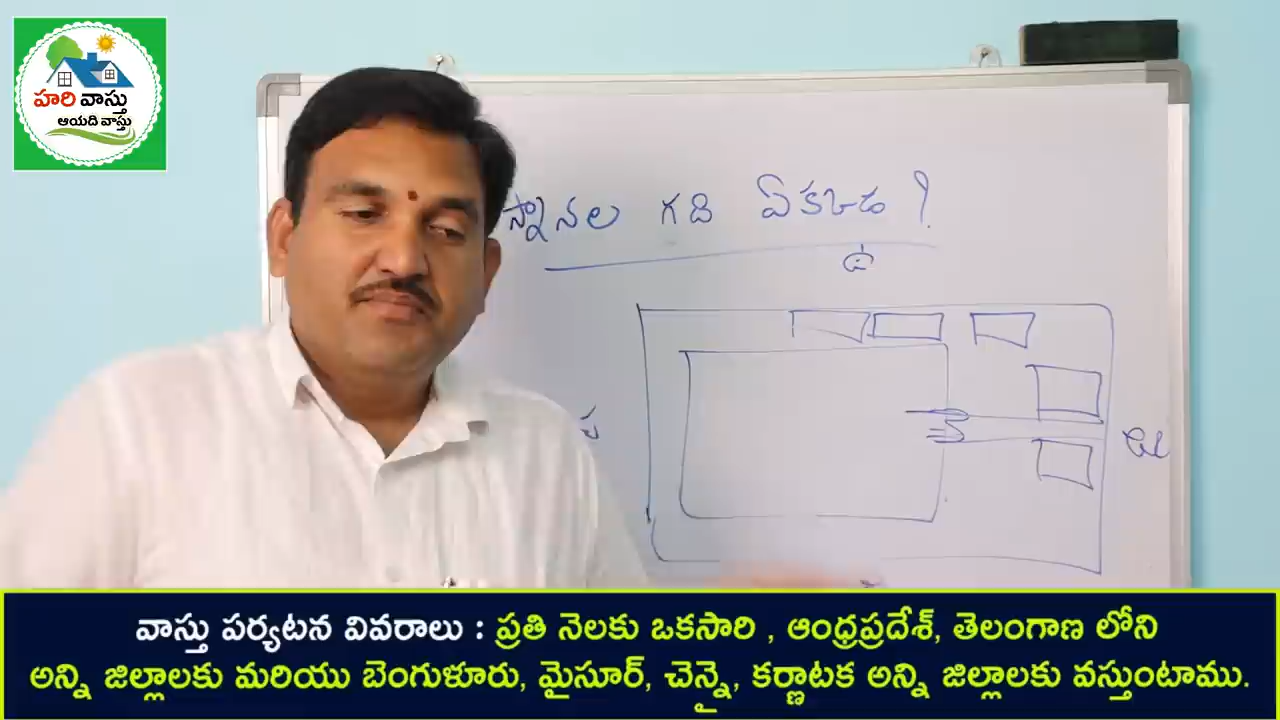 హరి వాస్తు
ఆయది వాస్తు
స్నానల గది ఏకఙడ ?
ఉ
ప
తు
వాస్తు పర్యటన వివరాలు : ప్రతి నెలకు ఒకసారి , ఆంధ్రప్రదేశ్, తెలంగాణ లోని
అన్ని జిల్లాలకు మరియు బెంగుళూరు, మైసూర్, చెన్నై, కర్ణాటక అన్ని జిల్లాలకు వస్తుంటాము.